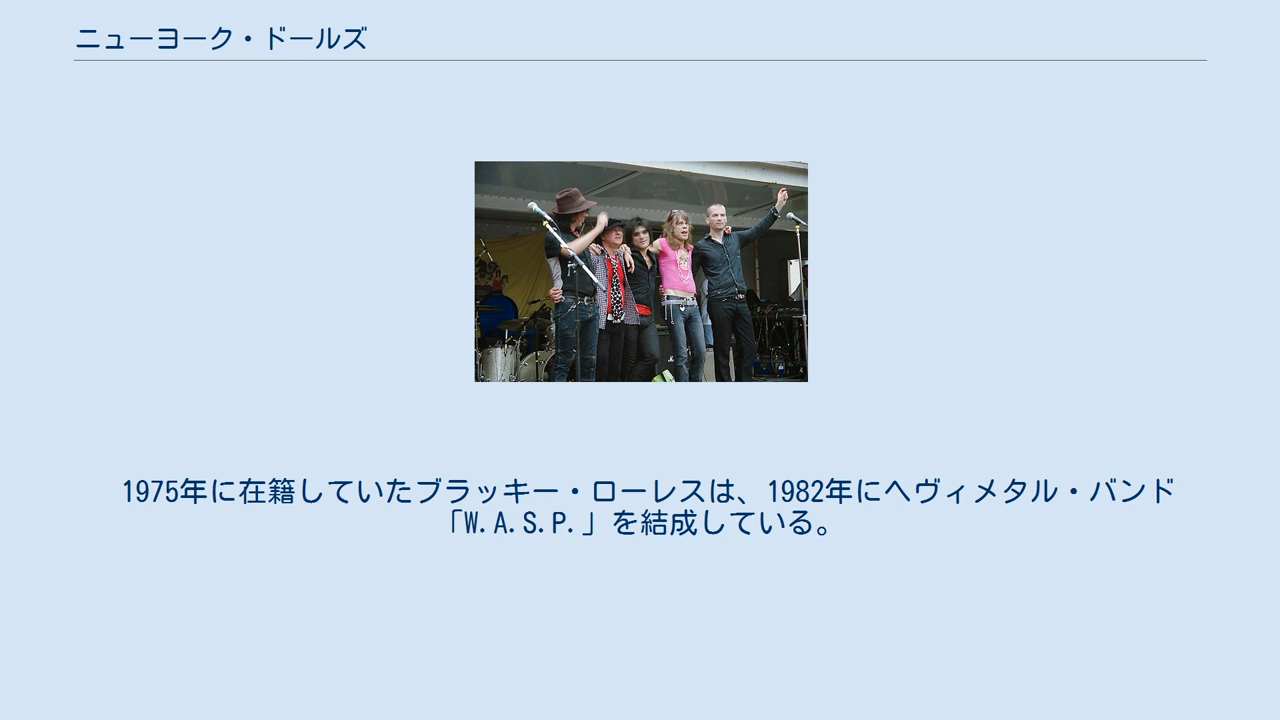 ニューヨーク・ドールズ
1975年に在籍していたブラッキー・ローレスは、1982年にヘヴィメタル・バンド
「W.A.S.P.」を結成している。